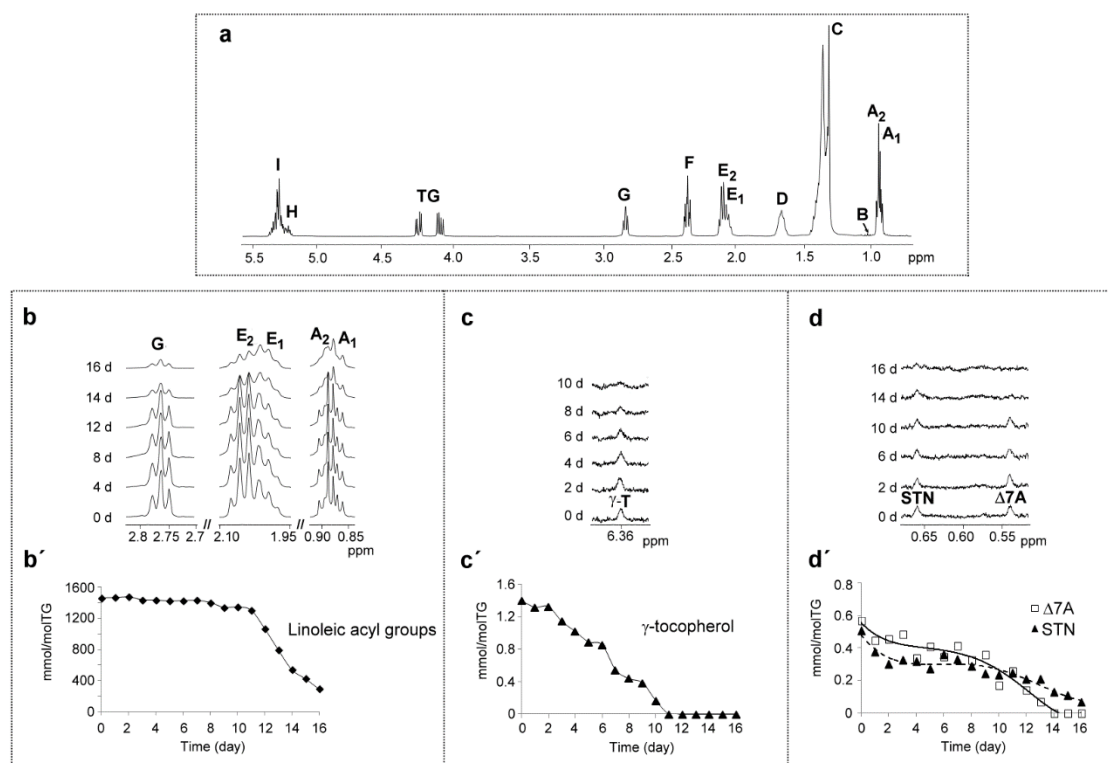 a
C
A₂
A₁
I
H
TG
G
F
E₂
E₁
D
B
5.5 5.0 4.5 4.0 3.5 3.0 2.5 2.0 1.5 1.0 ppm
b
G
E₂ E₁
A₂ A₁
16 d
14 d
12 d
8 d
4 d
0 d
2.8 2.75 2.7 // 2.10 1.95 // 0.90 0.85
ppm
c
10 d
8 d
6 d
4 d
2 d
γ-T
0 d
6.36 ppm
d
16 d
14 d
10 d
6 d
2 d
STN Δ7A
0 d
0.65 0.60 0.55 ppm
b´
mmol/molTG
1600
1200
800
400
0
Linoleic acyl groups
0 2 4 6 8 10 12 14 16
Time (day)
c´
mmol/molTG
1.6
1.2
0.8
0.4
0
γ-tocopherol
0 2 4 6 8 10 12 14 16
Time (day)
d´
mmol/molTG
0.8
0.6
0.4
0.2
0
Δ7A
STN
0 2 4 6 8 10 12 14 16
Time (day)